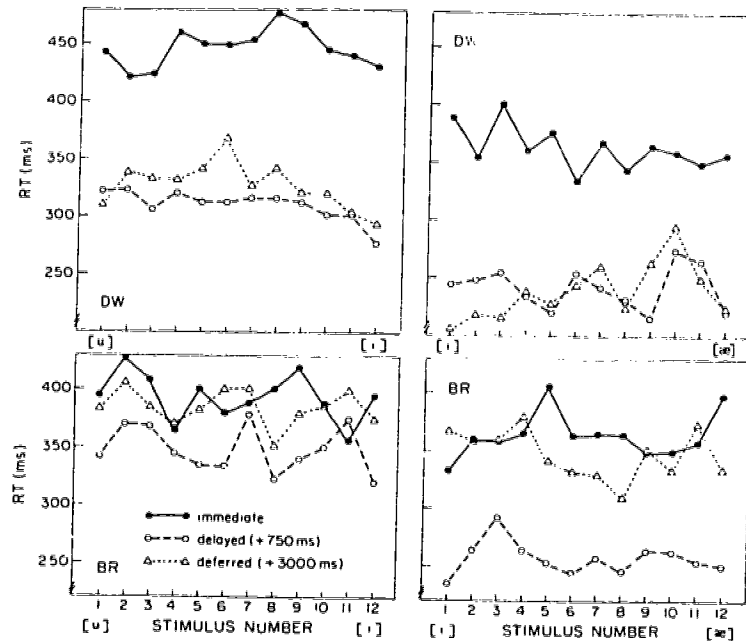 DW
450
400
RT (ms)
350
300
250
DW
[u] [ı]
[ı] [æ]
400
350
RT (ms)
300
250
immediate
delayed (+750 ms)
deferred (+3000 ms)
BR
BR
1 2 3 4 5 6 7 8 9 10 11 12
[u] STIMULUS NUMBER [ı]
1 2 3 4 5 6 7 8 9 10 11 12
[ı] STIMULUS NUMBER [æ]